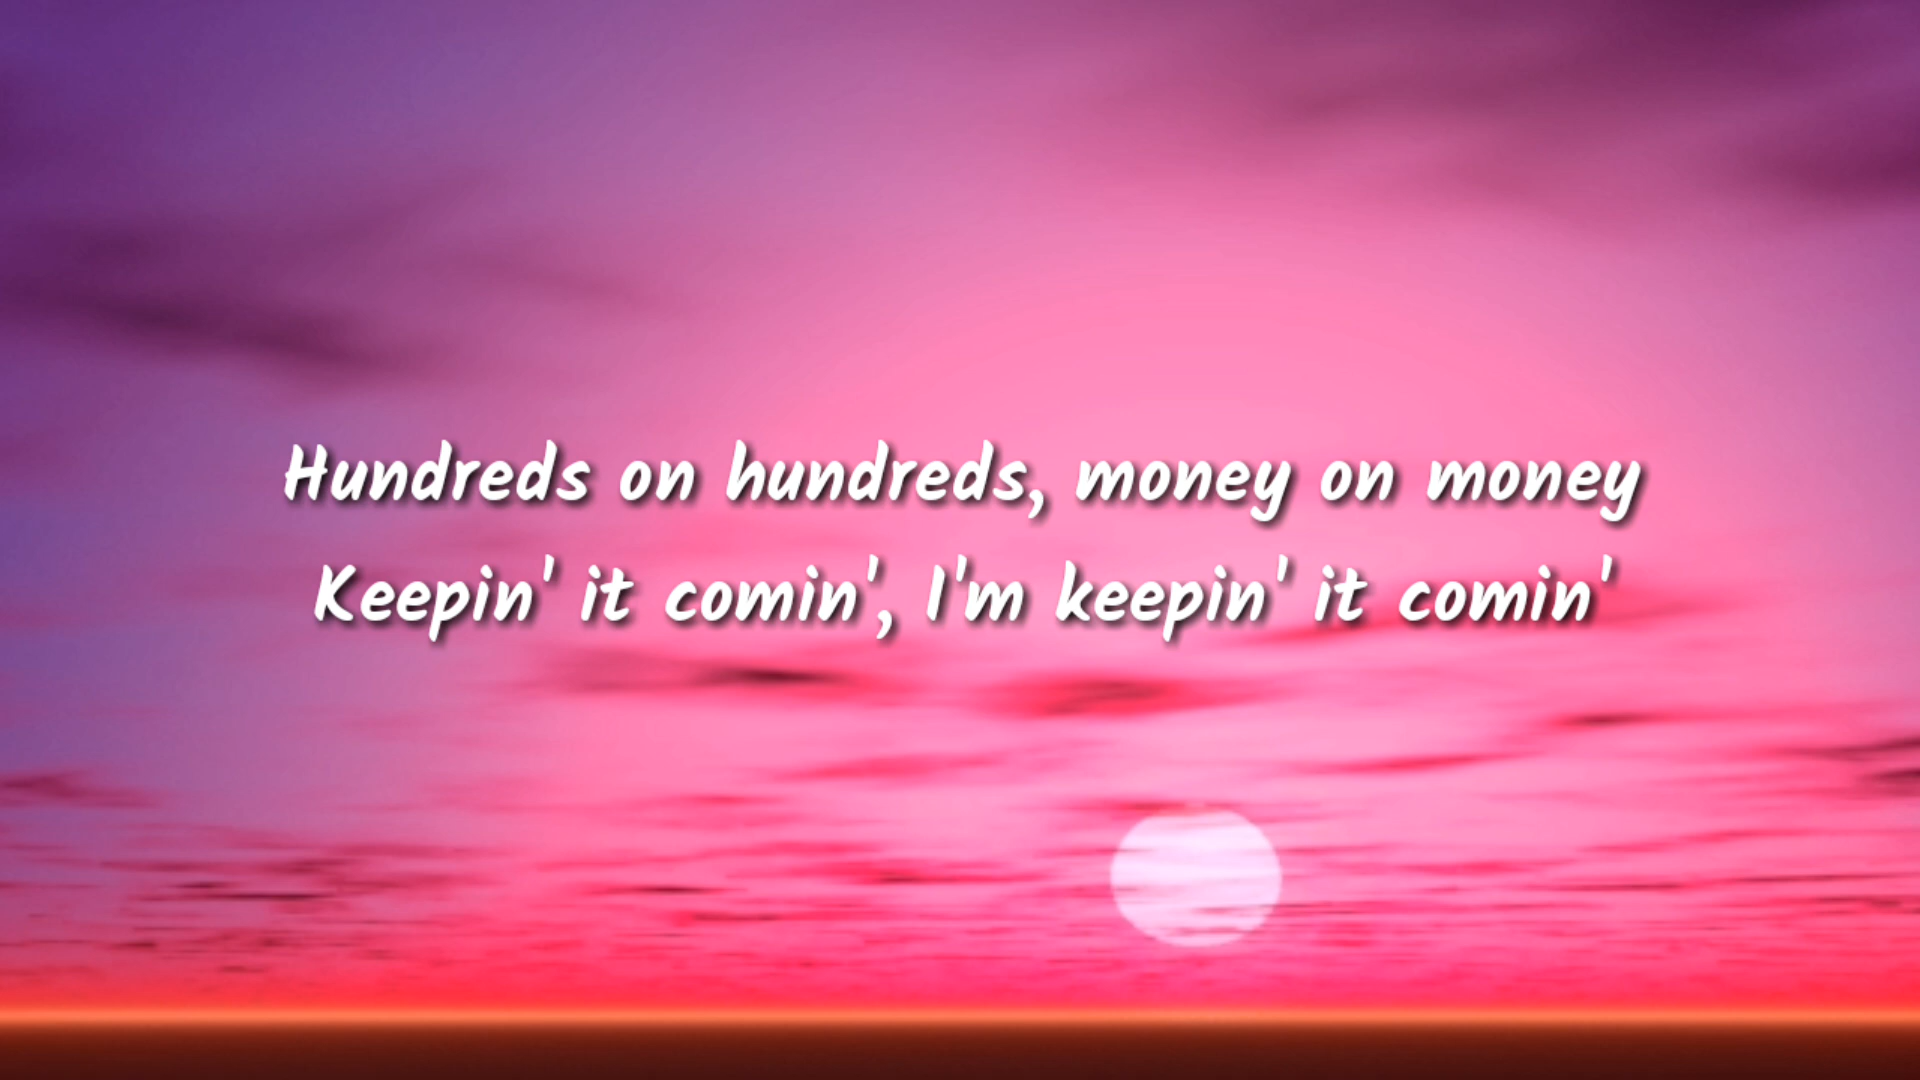 Hundreds on hundreds, money on money
Keepin' it comin', I'm keepin' it comin'